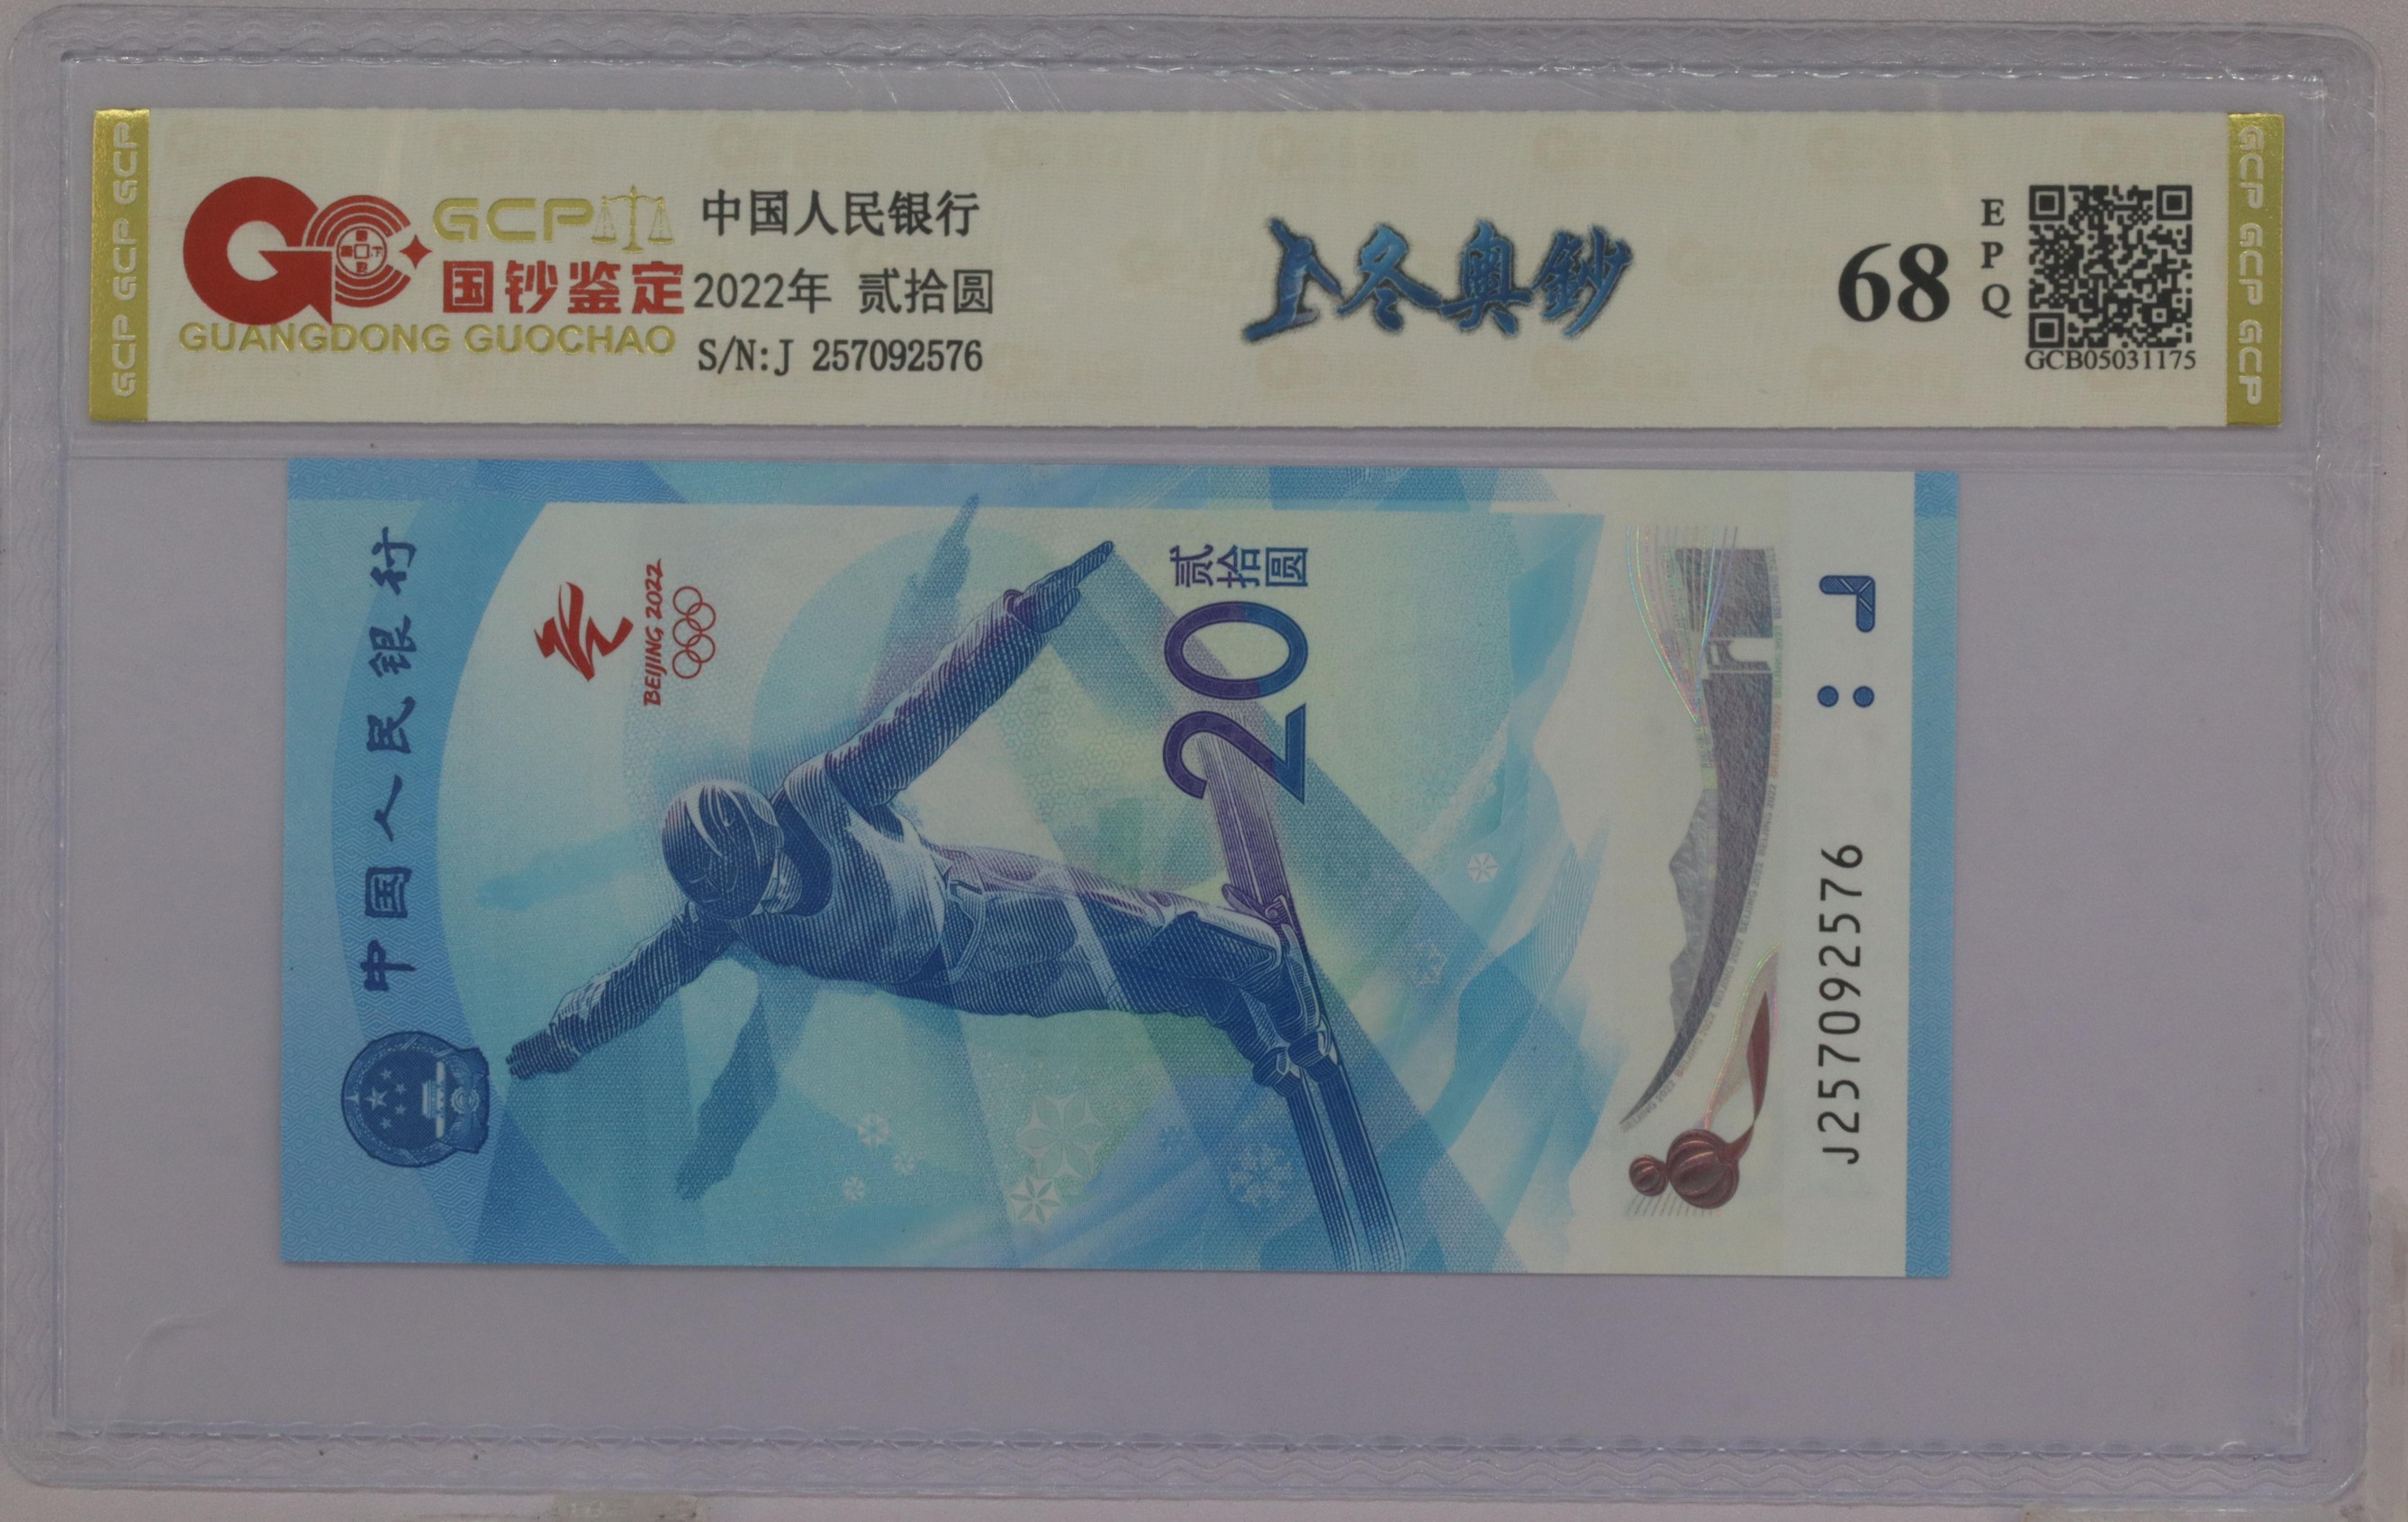 GCP GCP GCP
GCP
国钞鉴定
GUANGDONG GUOCHAO
中国人民银行
2022年 贰拾圆
S/N:J 257092576
冬奥鈔
68
EPQ
GCB05031175
GCP GCP GCP
中国人民银行
BEIJING 2022
贰拾圆
20
J257092576